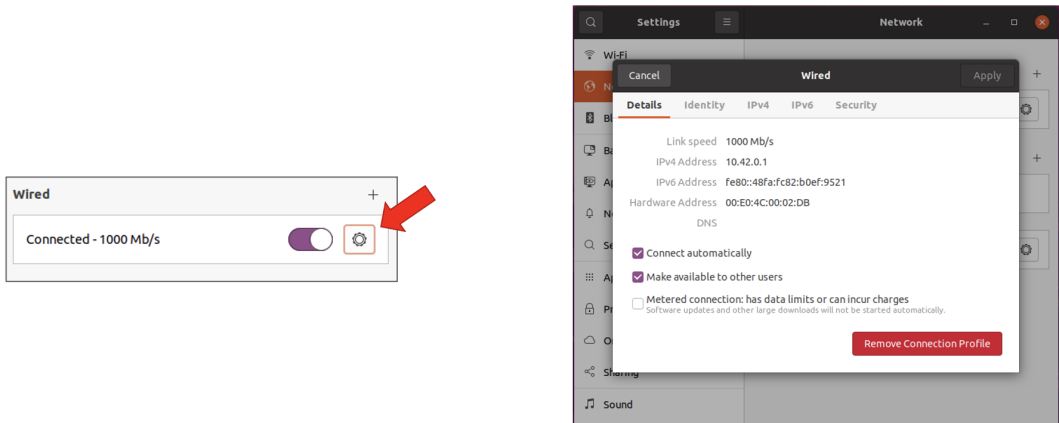 Wired
Connected - 1000 Mb/s
Settings
Network
Wi-Fi
Cancel
Wired
Apply
Details Identity IPv4 IPv6 Security
Link speed 1000 Mb/s
IPv4 Address 10.42.0.1
IPv6 Address fe80::48fa:fc82:b0ef:9521
Hardware Address 00:E0:4C:00:02:DB
DNS
Connect automatically
Make available to other users
Metered connection: has data limits or can incur charges
Software updates and other large downloads will not be started automatically.
Remove Connection Profile
Sharing
Sound